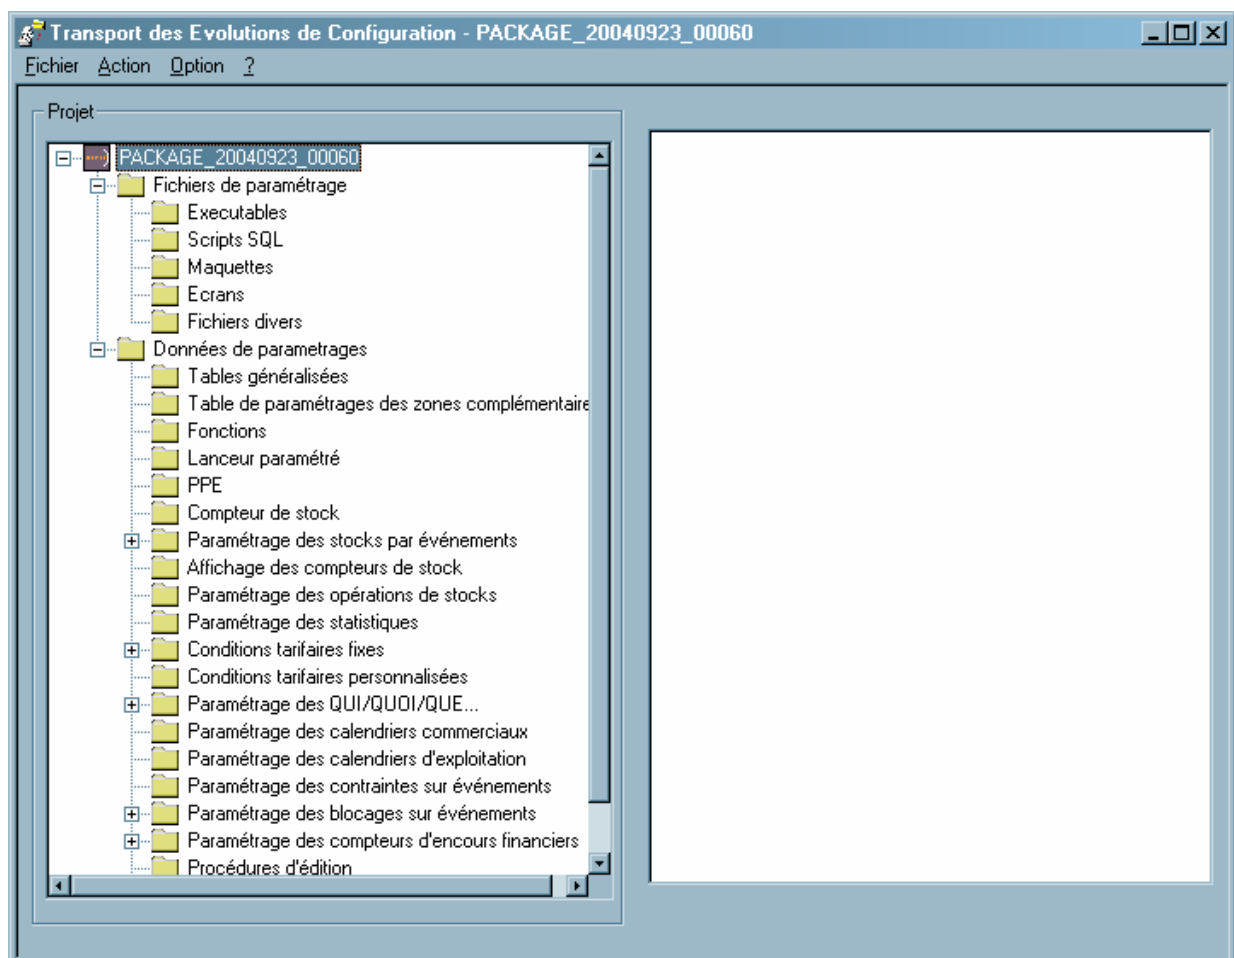 Transport des Evolutions de Configuration - PACKAGE_20040923_00060
Fichier Action Option ?
Projet
PACKAGE_20040923_00060
Fichiers de paramétrage
Executables
Scripts SQL
Maquettes
Ecrans
Fichiers divers
Données de parametrages
Tables généralisées
Table de paramétrages des zones complémentaire
Fonctions
Lanceur paramétré
PPE
Compteur de stock
Paramétrage des stocks par événements
Affichage des compteurs de stock
Paramétrage des opérations de stocks
Paramétrage des statistiques
Conditions tarifaires fixes
Conditions tarifaires personnalisées
Paramétrage des QUI/QUOI/QUE...
Paramétrage des calendriers commerciaux
Paramétrage des calendriers d'exploitation
Paramétrage des contraintes sur événements
Paramétrage des blocages sur événements
Paramétrage des compteurs d'encours financiers
Procédures d'édition